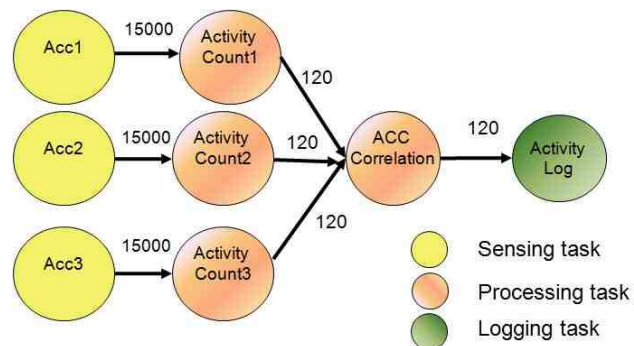 Acc1
15000
Activity
Count1
120
Acc2
15000
Activity
Count2
120
ACC
Correlation
120
Activity
Log
Acc3
15000
Activity
Count3
120
Sensing task
Processing task
Logging task